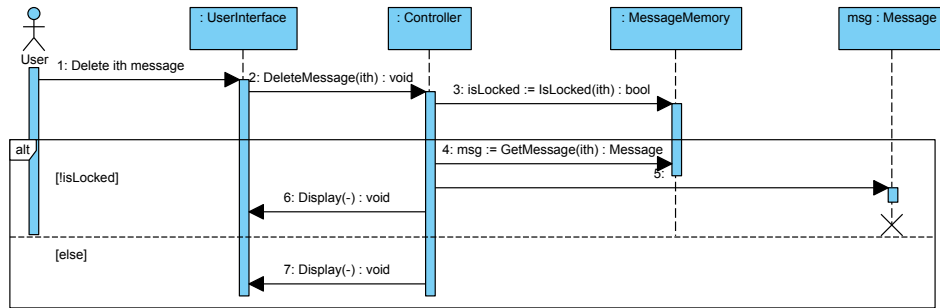 : UserInterface
: Controller
: MessageMemory
msg : Message
User
1: Delete ith message
2: DeleteMessage(ith) : void
3: isLocked := IsLocked(ith) : bool
alt
4: msg := GetMessage(ith) : Message
[!isLocked]
5:
6: Display(-) : void
[else]
7: Display(-) : void